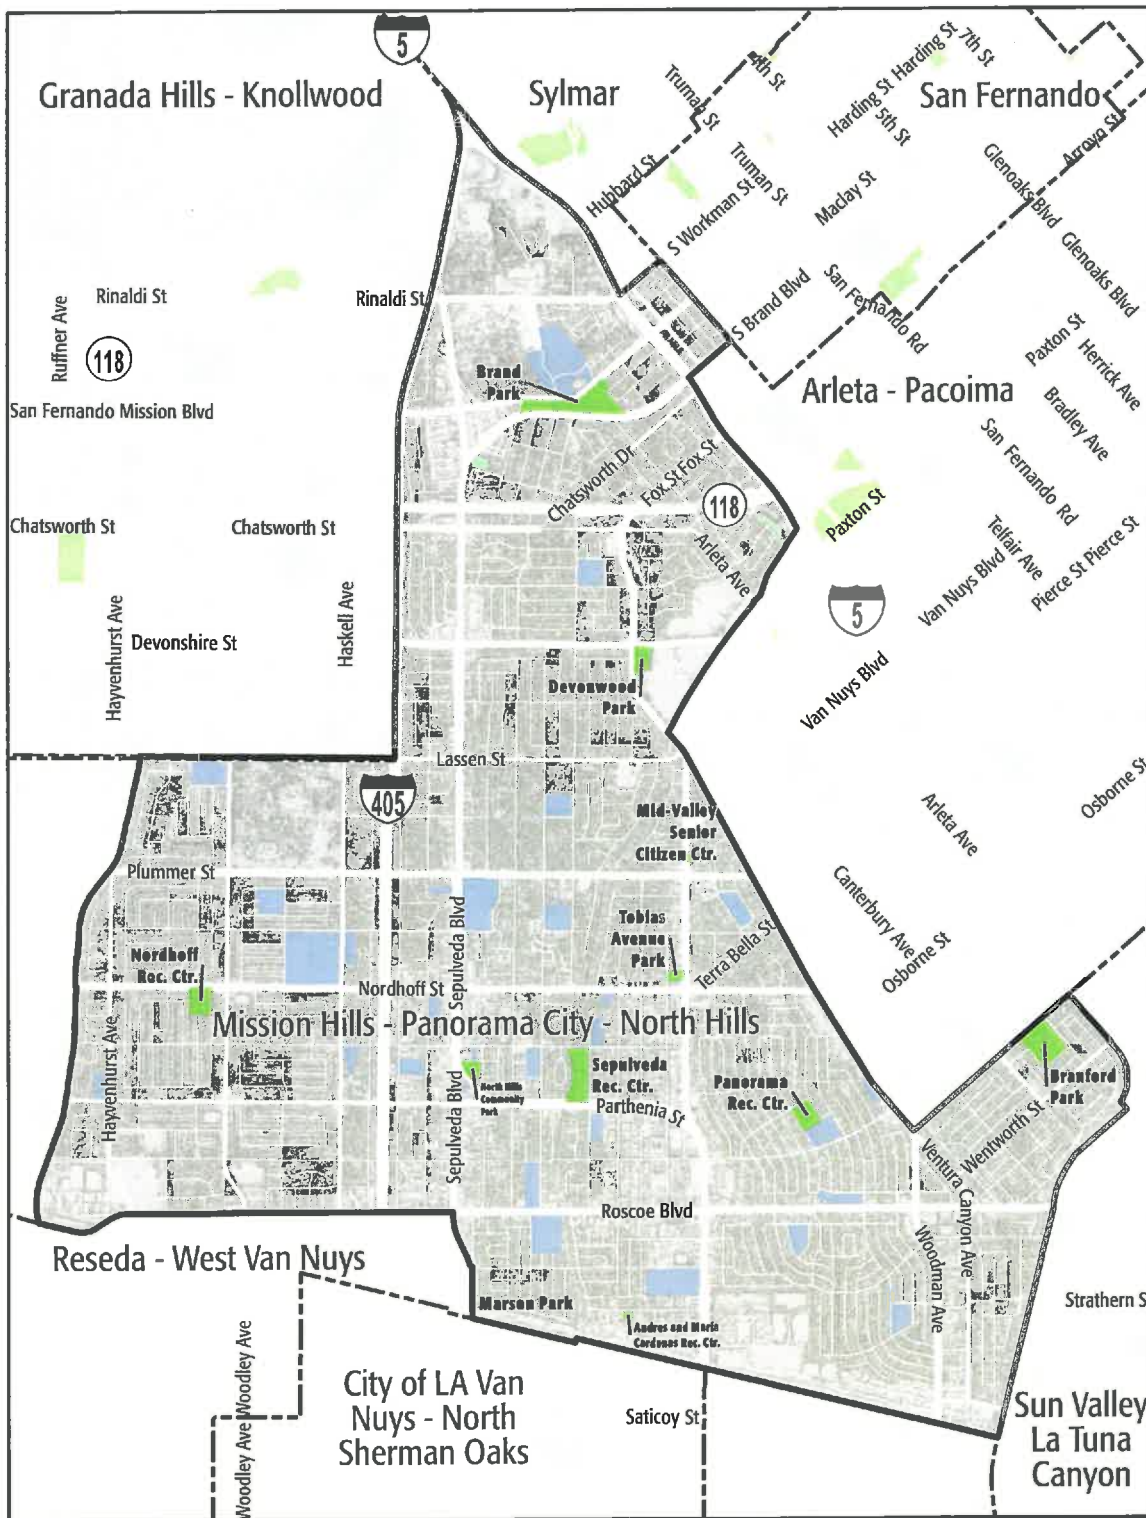 5
Granada Hills - Knollwood
Sylmar
San Fernando
Truman St
4th St
Harding St
Harding St
7th St
5th St
Truman St
Hubbard St
S Workman St
Maclay St
Glenoaks Blvd
Arroyo St
Glenoaks Blvd
Ruffner Ave
Rinaldi St
Rinaldi St
118
S Brand Blvd
San Fernando Rd
Paxton St
Herrick Ave
Brand
Park
San Fernando Mission Blvd
Arleta - Pacoima
Bradley Ave
San Fernando Rd
Chatsworth Dr
Fox St
Fox St
118
Paxton St
Chatsworth St
Chatsworth St
Arleta Ave
Telfair Ave
Van Nuys Blvd
Pierce St
Pierce St
5
Hayvenhurst Ave
Devonshire St
Haskell Ave
Devonwood
Park
Van Nuys Blvd
Lassen St
405
Mid-Valley
Senior
Citizen Ctr.
Arleta Ave
Osborne St
Plummer St
Sepulveda Blvd
Tobias
Avenue
Park
Terra Bella St
Canterbury Ave
Osborne St
Nordhoff
Rec. Ctr.
Nordhoff St
Mission Hills - Panorama City - North Hills
Hayvenhurst Ave
Sepulveda Blvd
North Hills
Community
Park
Sepulveda
Rec. Ctr.
Parthenia St
Panorama
Rec. Ctr.
Branford
Park
Wentworth St
Ventura Canyon Ave
Roscoe Blvd
Woodman Ave
Reseda - West Van Nuys
Marson Park
Andres and Maria
Cardenas Rec. Ctr.
Strathern S
Woodley Ave
Woodley Ave
Woodley Ave
City of LA Van
Nuys - North
Sherman Oaks
Saticoy St
Sun Valley
La Tuna
Canyon